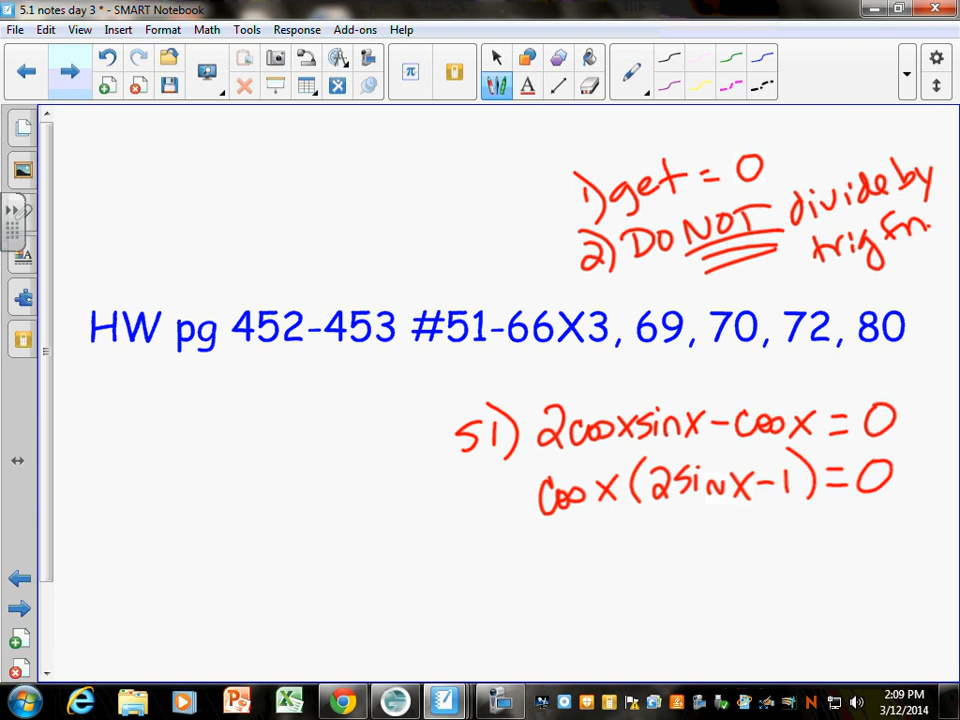 5.1 notes day 3 * - SMART Notebook
File Edit View Insert Format Math Tools Response Add-ons Help
1) get = 0
2) DO NOT divide by
trig fn.
HW pg 452-453 #51-66X3, 69, 70, 72, 80
51) 2cosxsinx-cosx = 0
cosx(2sinx-1)=0
2:09 PM
3/12/2014